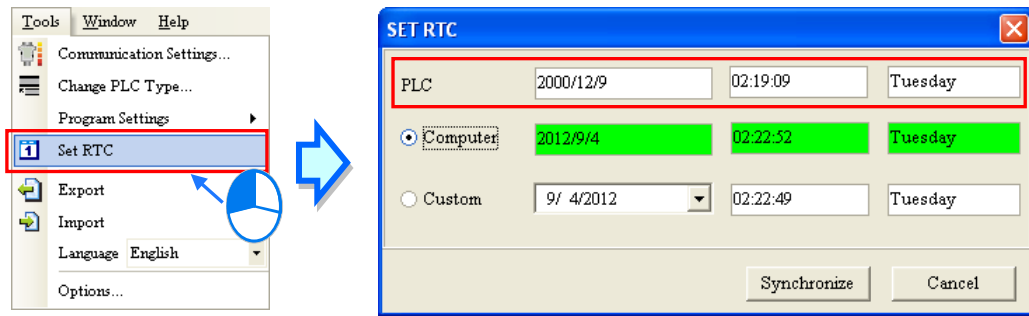 Tools Window Help
Communication Settings...
Change PLC Type...
Program Settings
1 Set RTC
Export
Import
Language English
Options...
SET RTC
PLC 2000/12/9 02:19:09 Tuesday
Computer 2012/9/4 02:22:52 Tuesday
Custom 9/ 4/2012 02:22:49 Tuesday
Synchronize Cancel